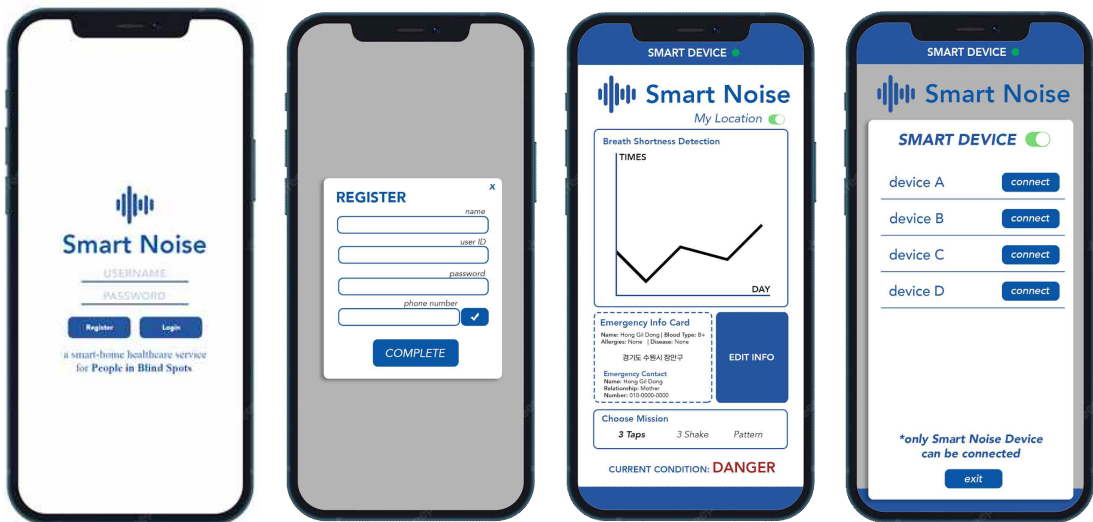 Smart Noise
USERNAME
PASSWORD
Register Login
a smart-home healthcare service
for People in Blind Spots
x
REGISTER
name
user ID
password
phone number
COMPLETE
SMART DEVICE
Smart Noise
My Location
Breath Shortness Detection
TIMES
DAY
Emergency Info Card
Name: Hong Gil Dong | Blood Type: B+
Allergies: None | Disease: None
경기도 수원시 장안구
Emergency Contact
Name: Hong Gil Dong
Relationship: Mother
Number: 010-0000-0000
EDIT INFO
Choose Mission
3 Taps 3 Shake Pattern
CURRENT CONDITION: DANGER
SMART DEVICE
Smart Noise
SMART DEVICE
device A connect
device B connect
device C connect
device D connect
*only Smart Noise Device
can be connected
exit